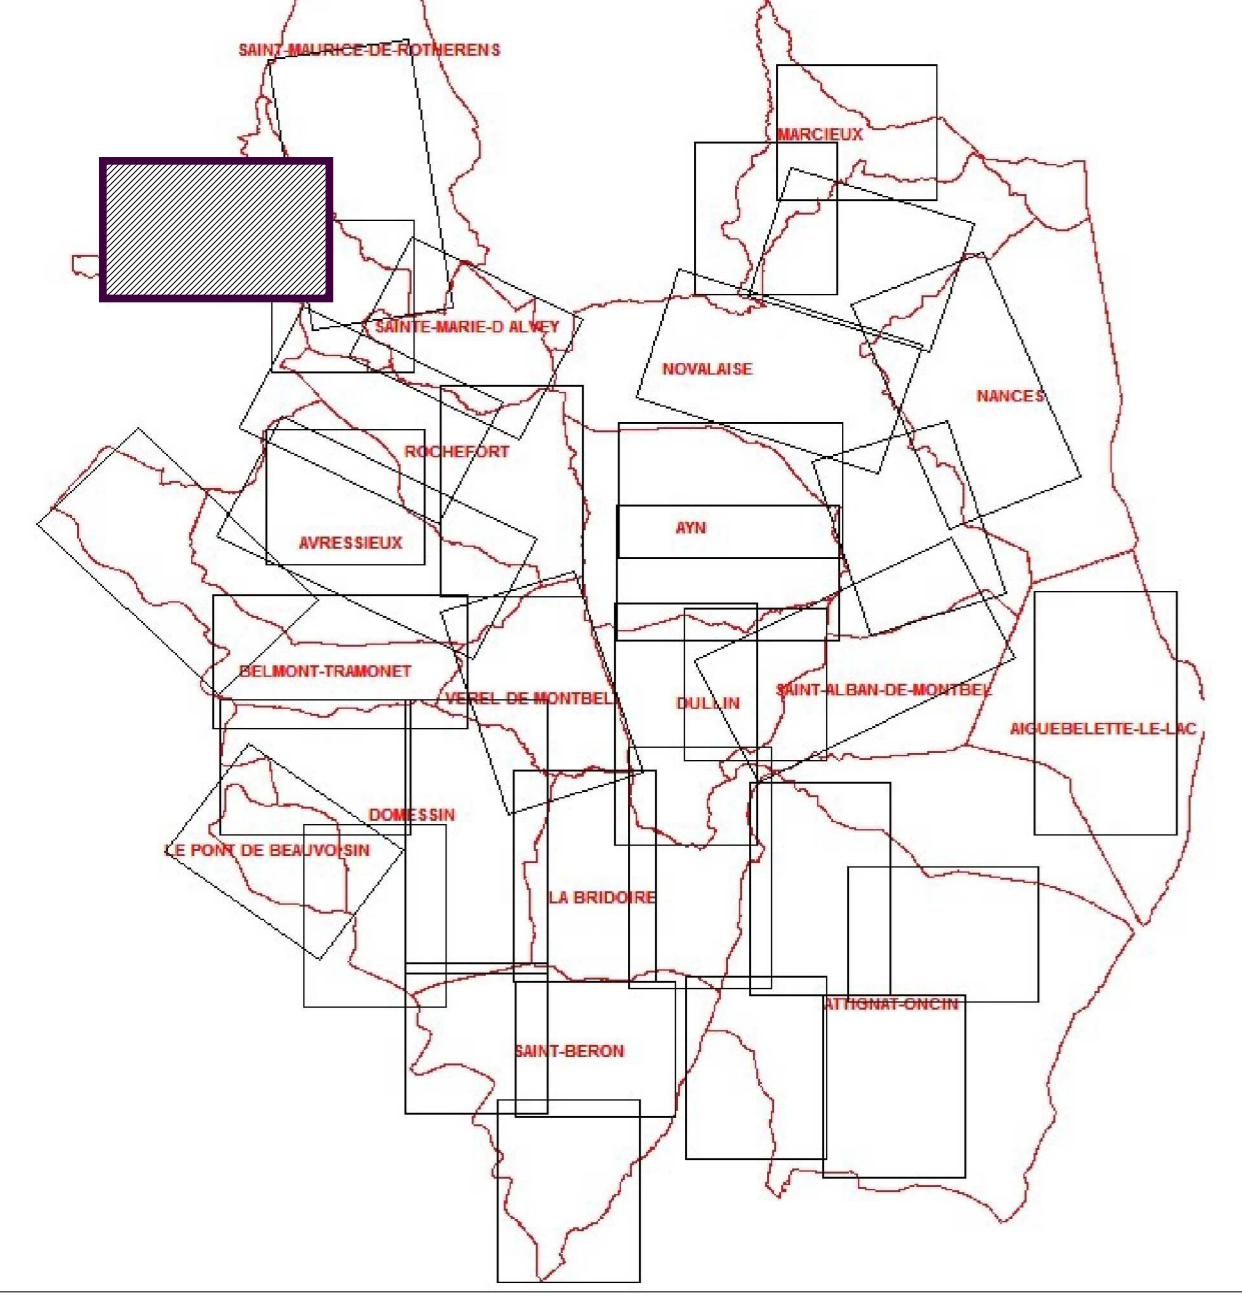 SAINT-MAURICE-DE-ROTHERENS
MARCIEUX
SAINTE-MARIE-D ALVEY
NOVALAISE
NANCES
ROCHEFORT
AYN
AVRESSIEUX
BELMONT-TRAMONET
VEREL DE MONTBEL
DULLIN
SAINT-ALBAN-DE-MONTBEL
AIGUEBELETTE-LE-LAC
DOMESSIN
LE PONT DE BEAUVOISIN
LA BRIDOIRE
ATTIGNAT-ONCIN
SAINT-BERON